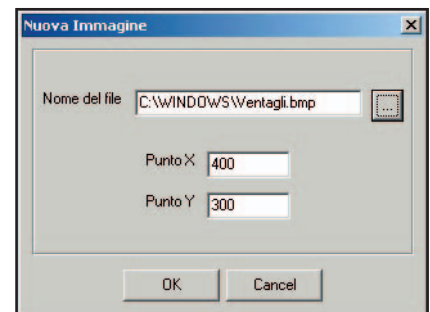 Nuova Immagine
Nome del file C:\WINDOWS\Ventagli.bmp ...
Punto X 400
Punto Y 300
OK Cancel